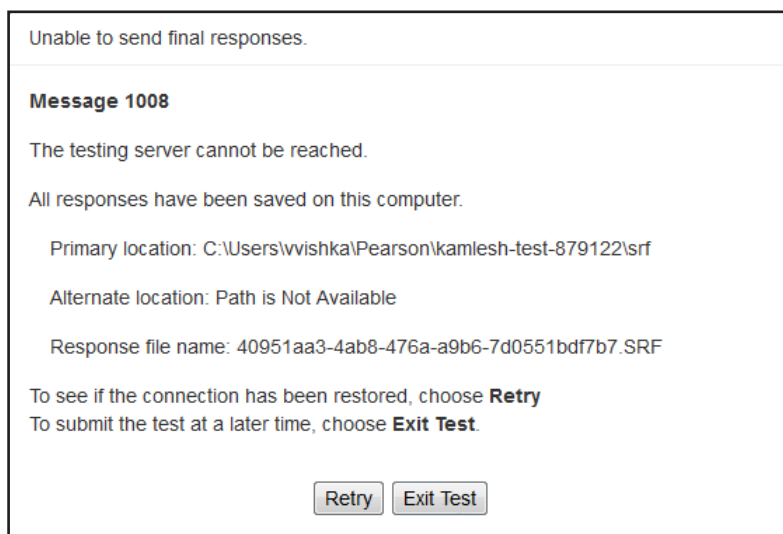 Unable to send final responses.
Message 1008
The testing server cannot be reached.
All responses have been saved on this computer.
Primary location: C:\Users\vvishka\Pearson\kamlesh-test-879122\srf
Alternate location: Path is Not Available
Response file name: 40951aa3-4ab8-476a-a9b6-7d0551bdf7b7.SRF
To see if the connection has been restored, choose Retry
To submit the test at a later time, choose Exit Test.
Retry Exit Test